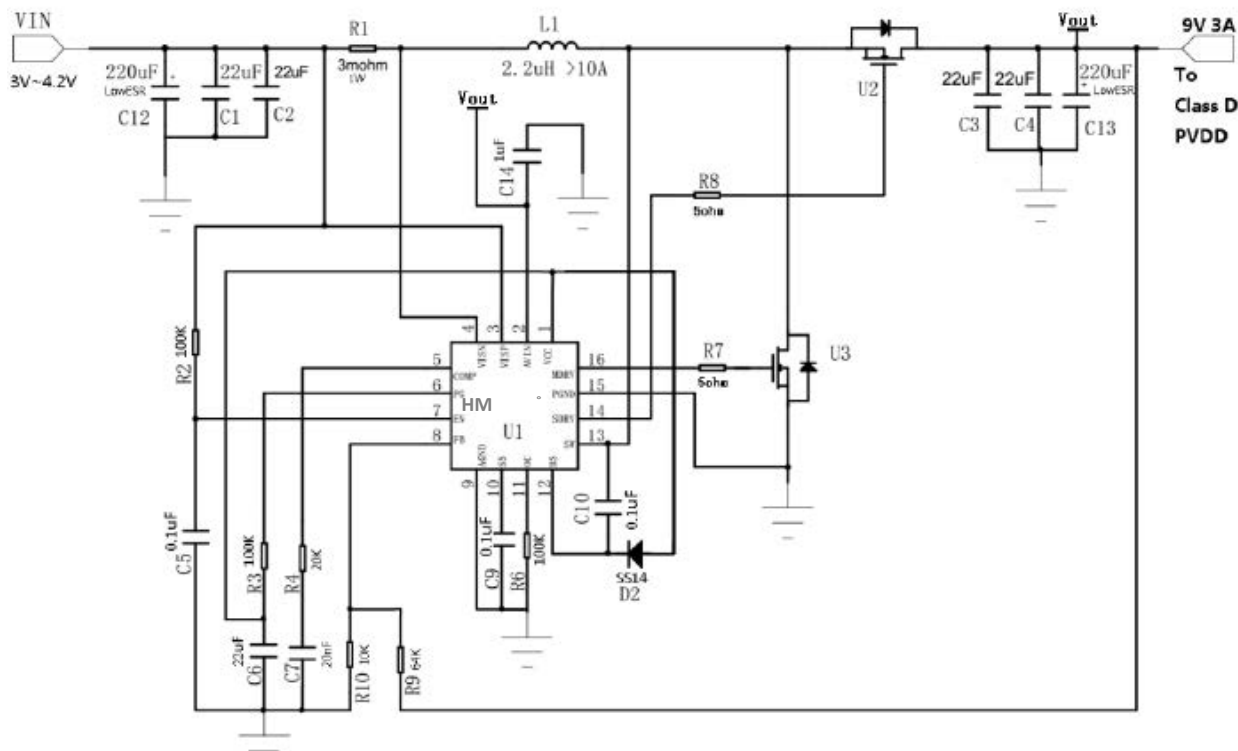 VIN
3V~4.2V
220uF
+
LowESR
C12
22uF
C1
22uF
C2
R1
3mohm
1W
L1
2.2uH >10A
Vout
1uF
C14
U2
Vout
9V 3A
To
Class D
PVDD
22uF
C3
22uF
C4
220uF
+
LowESR
C13
R8
5ohm
R2
100K
4
3
2
1
VCC
AVIN
5
COMP
6
PG
7
EN
8
FB
HM
U1
16
15
PGND
14
13
SW
AGND
SS
OC
BS
9
10
11
12
R7
5ohm
U3
C5
0.1uF
R3
100K
R4
20K
C9
0.1uF
R6
100K
C10
0.1uF
SS14
D2
22uF
C6
C7
20nF
R10
10K
R9
64K